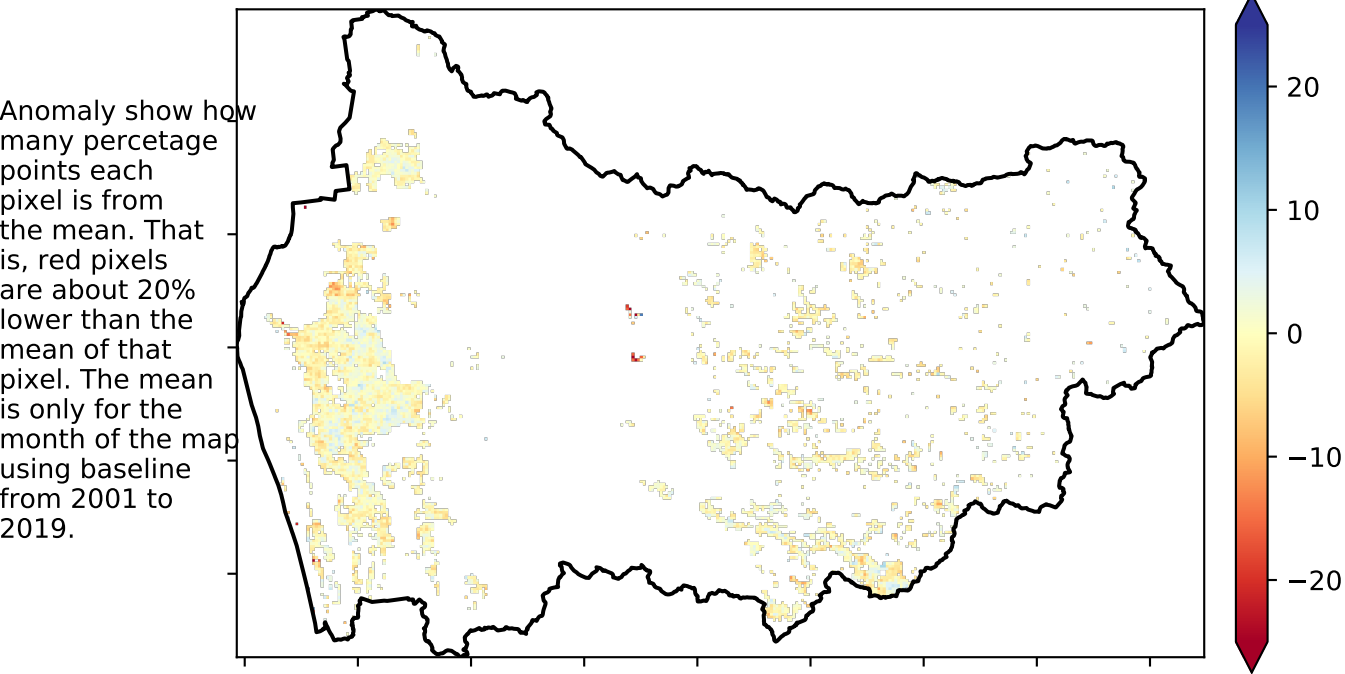 Anomaly show how
many percetage
points each
pixel is from
the mean. That
is, red pixels
are about 20%
lower than the
mean of that
pixel. The mean
is only for the
month of the map
using baseline
from 2001 to
2019.
20
10
0
−10
−20